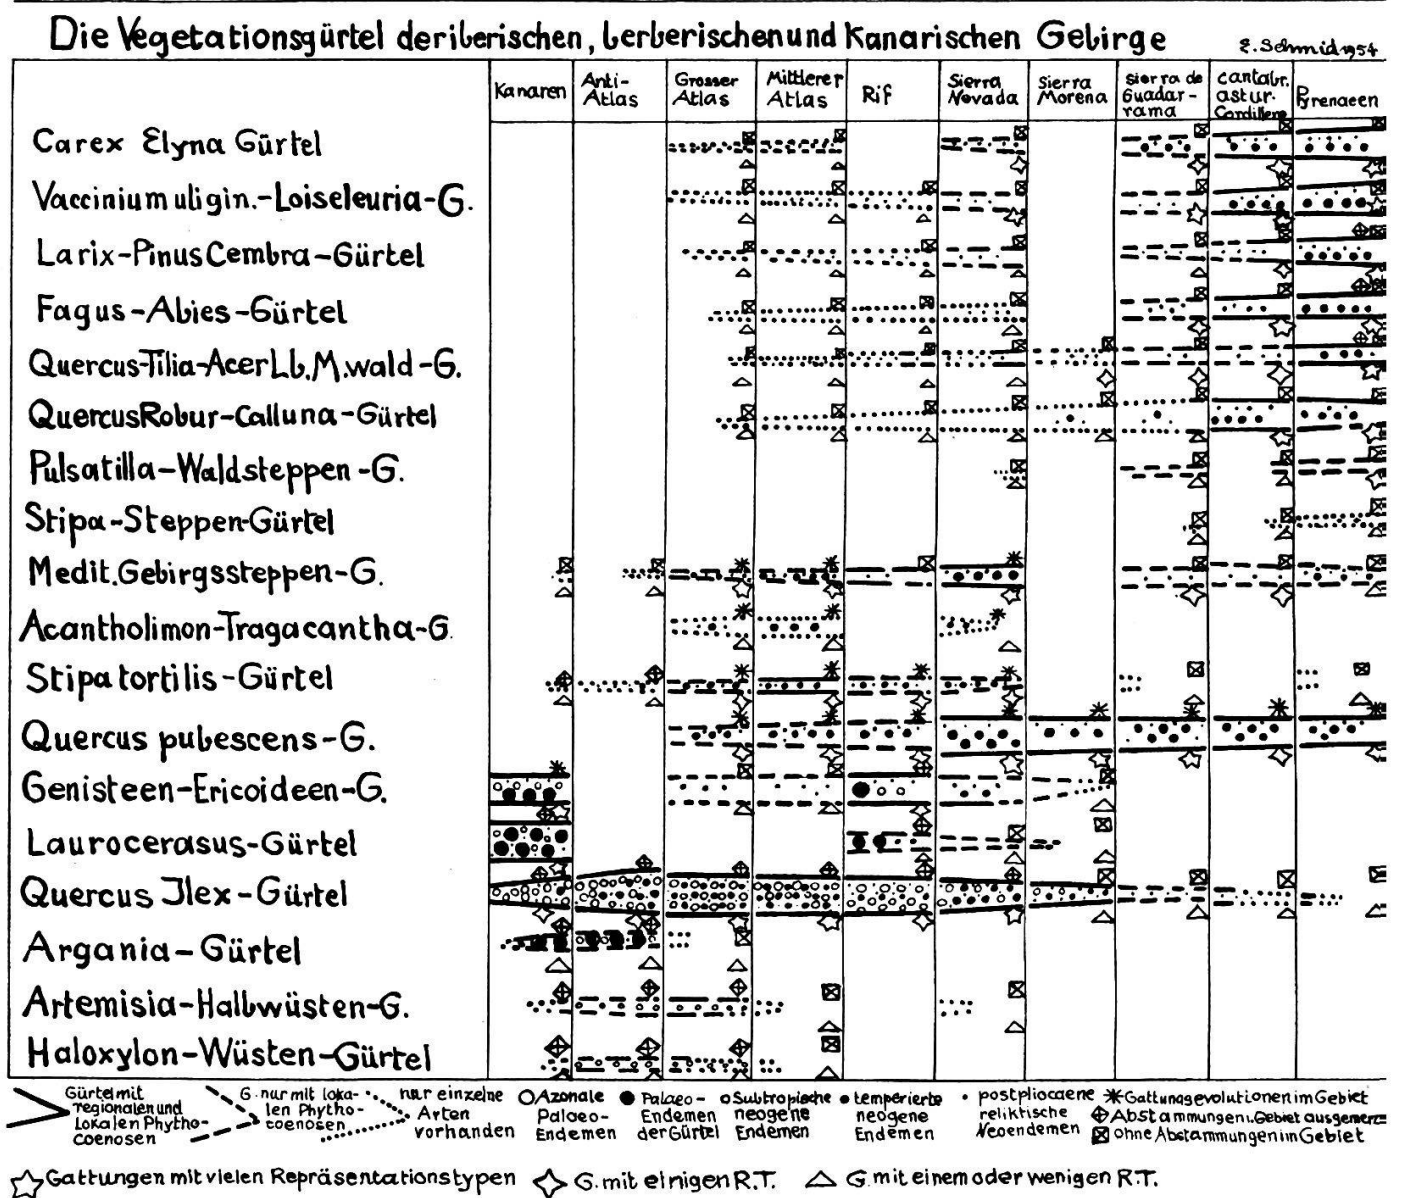 Die Vegetationsgürtel der iberischen, berberischen und Kanarischen Gebirge
E. Schmid 1954
Kanaren
Anti-
Atlas
Grosser
Atlas
Mittlerer
Atlas
Rif
Sierra
Nevada
Sierra
Morena
Sierra de
Guadar-
rama
cantabr.
astur.
Cordillere
Pyrenaeen
Carex Elyna Gürtel
Vaccinium uligin.-Loiseleuria-G.
Larix-Pinus Cembra-Gürtel
Fagus-Abies-Gürtel
Quercus-Tilia-Acer Lb.M.wald-G.
Quercus Robur-Calluna-Gürtel
Pulsatilla-Waldsteppen-G.
Stipa-Steppen-Gürtel
Medit. Gebirgssteppen-G.
Acantholimon-Tragacantha-G.
Stipa tortilis-Gürtel
Quercus pubescens-G.
Genisteen-Ericoideen-G.
Laurocerasus-Gürtel
Quercus Ilex-Gürtel
Argania-Gürtel
Artemisia-Halbwüsten-G.
Haloxylon-Wüsten-Gürtel
Gürtel mit
regionalen und
Lokalen Phytho-
coenosen
G. nur mit loka-
len Phytho-
coenosen
nur einzelne
Arten
vorhanden
Azonale
Palaeo-
Endemen
Palaeo-
Endemen
der Gürtel
Subtropische
neogene
Endemen
temperierte
neogene
Endemen
postpliocaene
reliktische
Neoendemen
Gattungsevolutionen im Gebiet
Abstammungen i. Gebiet ausgemerzt
ohne Abstammungen im Gebiet
Gattungen mit vielen Repräsentationstypen
G. mit einigen R.T.
G. mit einem oder wenigen R.T.